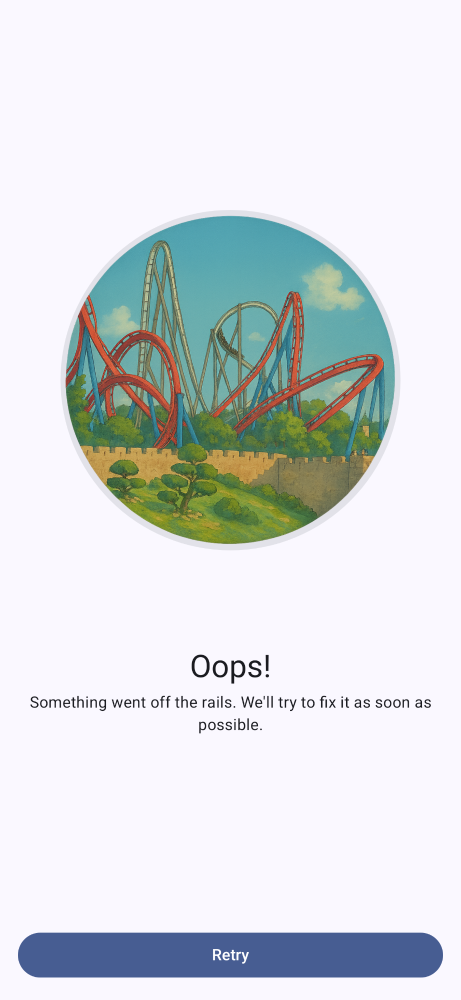 Oops!
Something went off the rails. We'll try to fix it as soon as
possible.
Retry